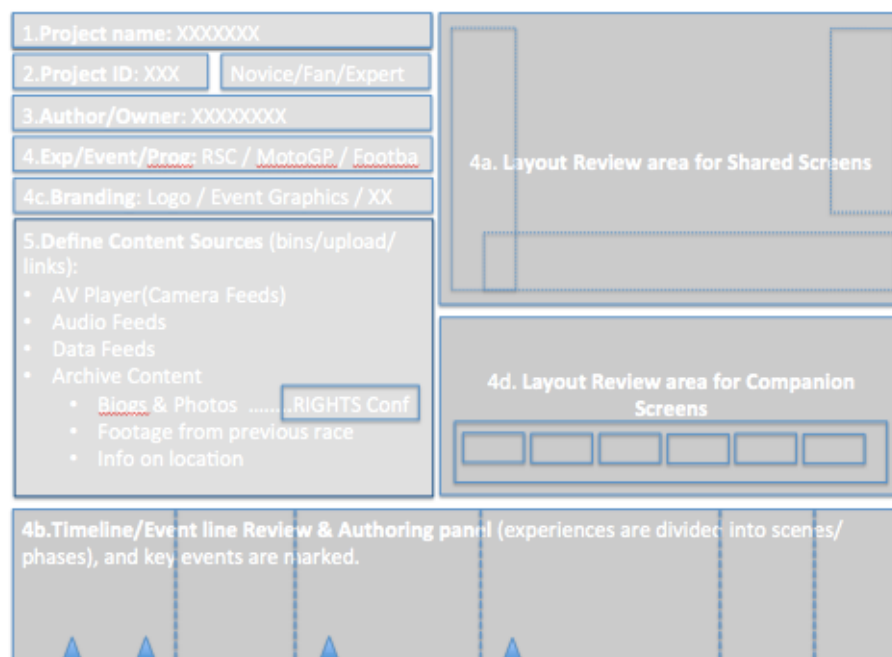 1.Project name: XXXXXXX
2.Project ID: XXX
Novice/Fan/Expert
3.Author/Owner: XXXXXXXX
4.Exp/Event/Prog: RSC / MotoGP / Footba
4c.Branding: Logo / Event Graphics / XX
5.Define Content Sources (bins/upload/
links):
• AV Player(Camera Feeds)
• Audio Feeds
• Data Feeds
• Archive Content
• Biogs & Photos ........RIGHTS Conf
• Footage from previous race
• Info on location
4a. Layout Review area for Shared Screens
4d. Layout Review area for Companion
Screens
4b.Timeline/Event line Review & Authoring panel (experiences are divided into scenes/
phases), and key events are marked.